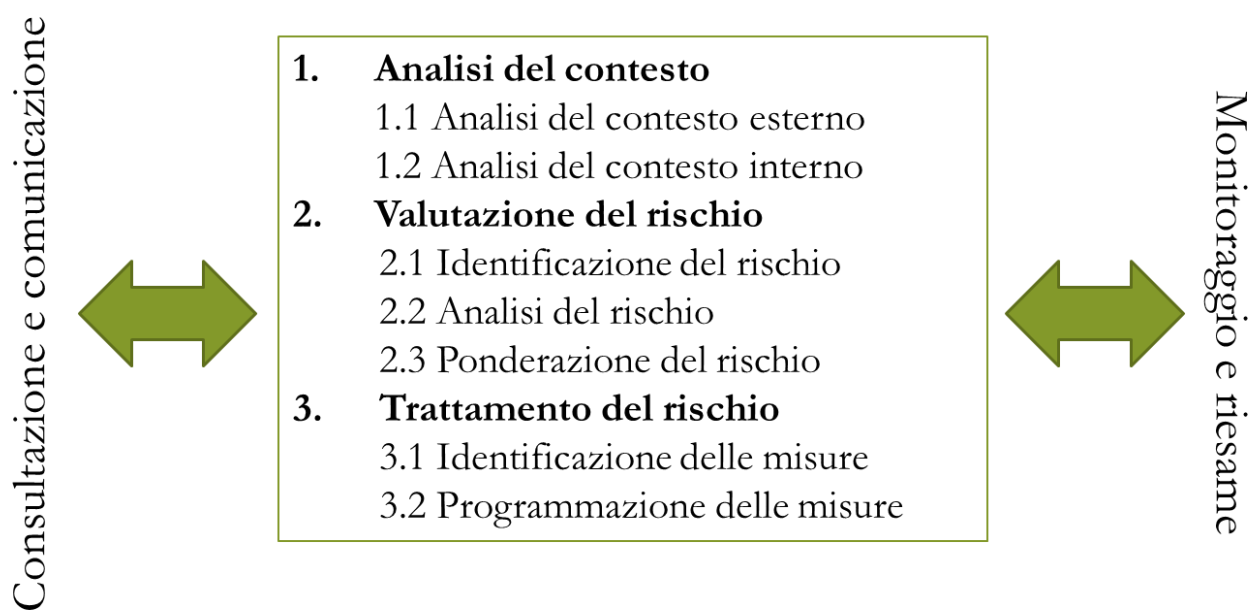 Consultazione e comunicazione
1. Analisi del contesto
1.1 Analisi del contesto esterno
1.2 Analisi del contesto interno
2. Valutazione del rischio
2.1 Identificazione del rischio
2.2 Analisi del rischio
2.3 Ponderazione del rischio
3. Trattamento del rischio
3.1 Identificazione delle misure
3.2 Programmazione delle misure
Monitoraggio e riesame